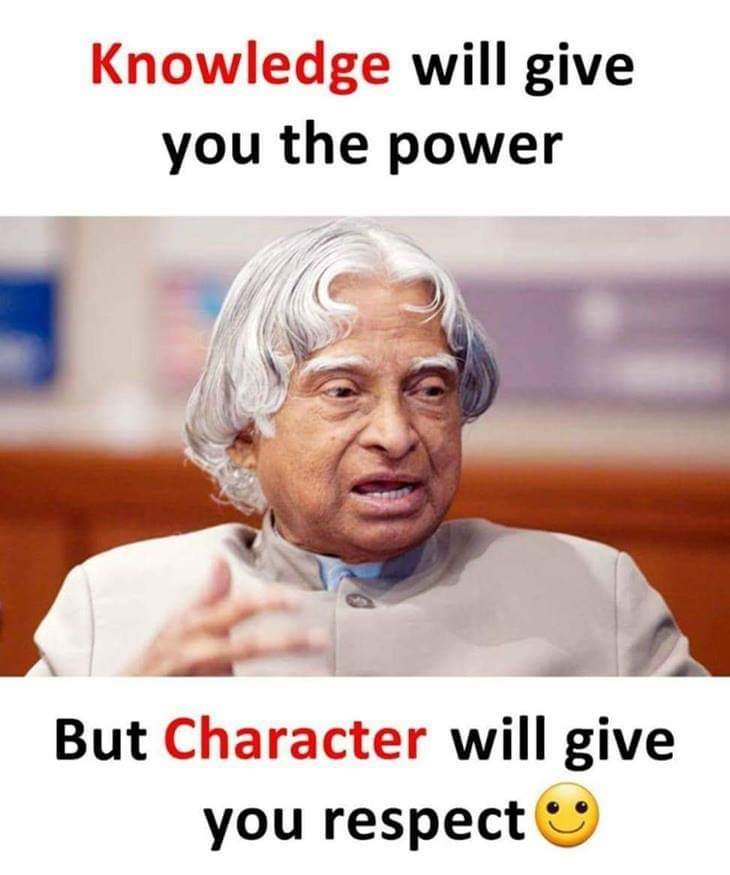 Knowledge will give
you the power
But Character will give
you respect🙂